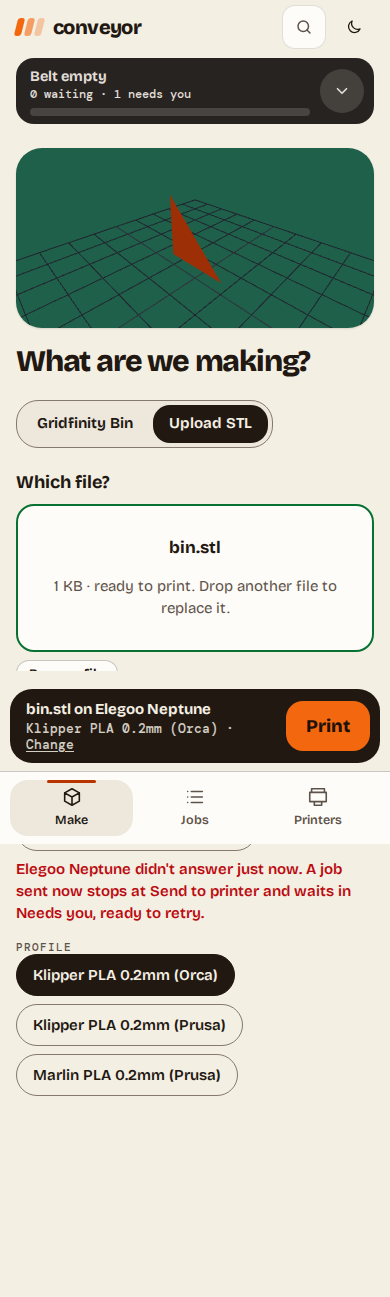 conveyor
Belt empty
0 waiting · 1 needs you
What are we making?
Gridfinity Bin
Upload STL
Which file?
bin.stl
1 KB · ready to print. Drop another file to
replace it.
bin.stl on Elegoo Neptune
Klipper PLA 0.2mm (Orca) ·
Change
Print
Make
Jobs
Printers
Elegoo Neptune didn't answer just now. A job
sent now stops at Send to printer and waits in
Needs you, ready to retry.
PROFILE
Klipper PLA 0.2mm (Orca)
Klipper PLA 0.2mm (Prusa)
Marlin PLA 0.2mm (Prusa)